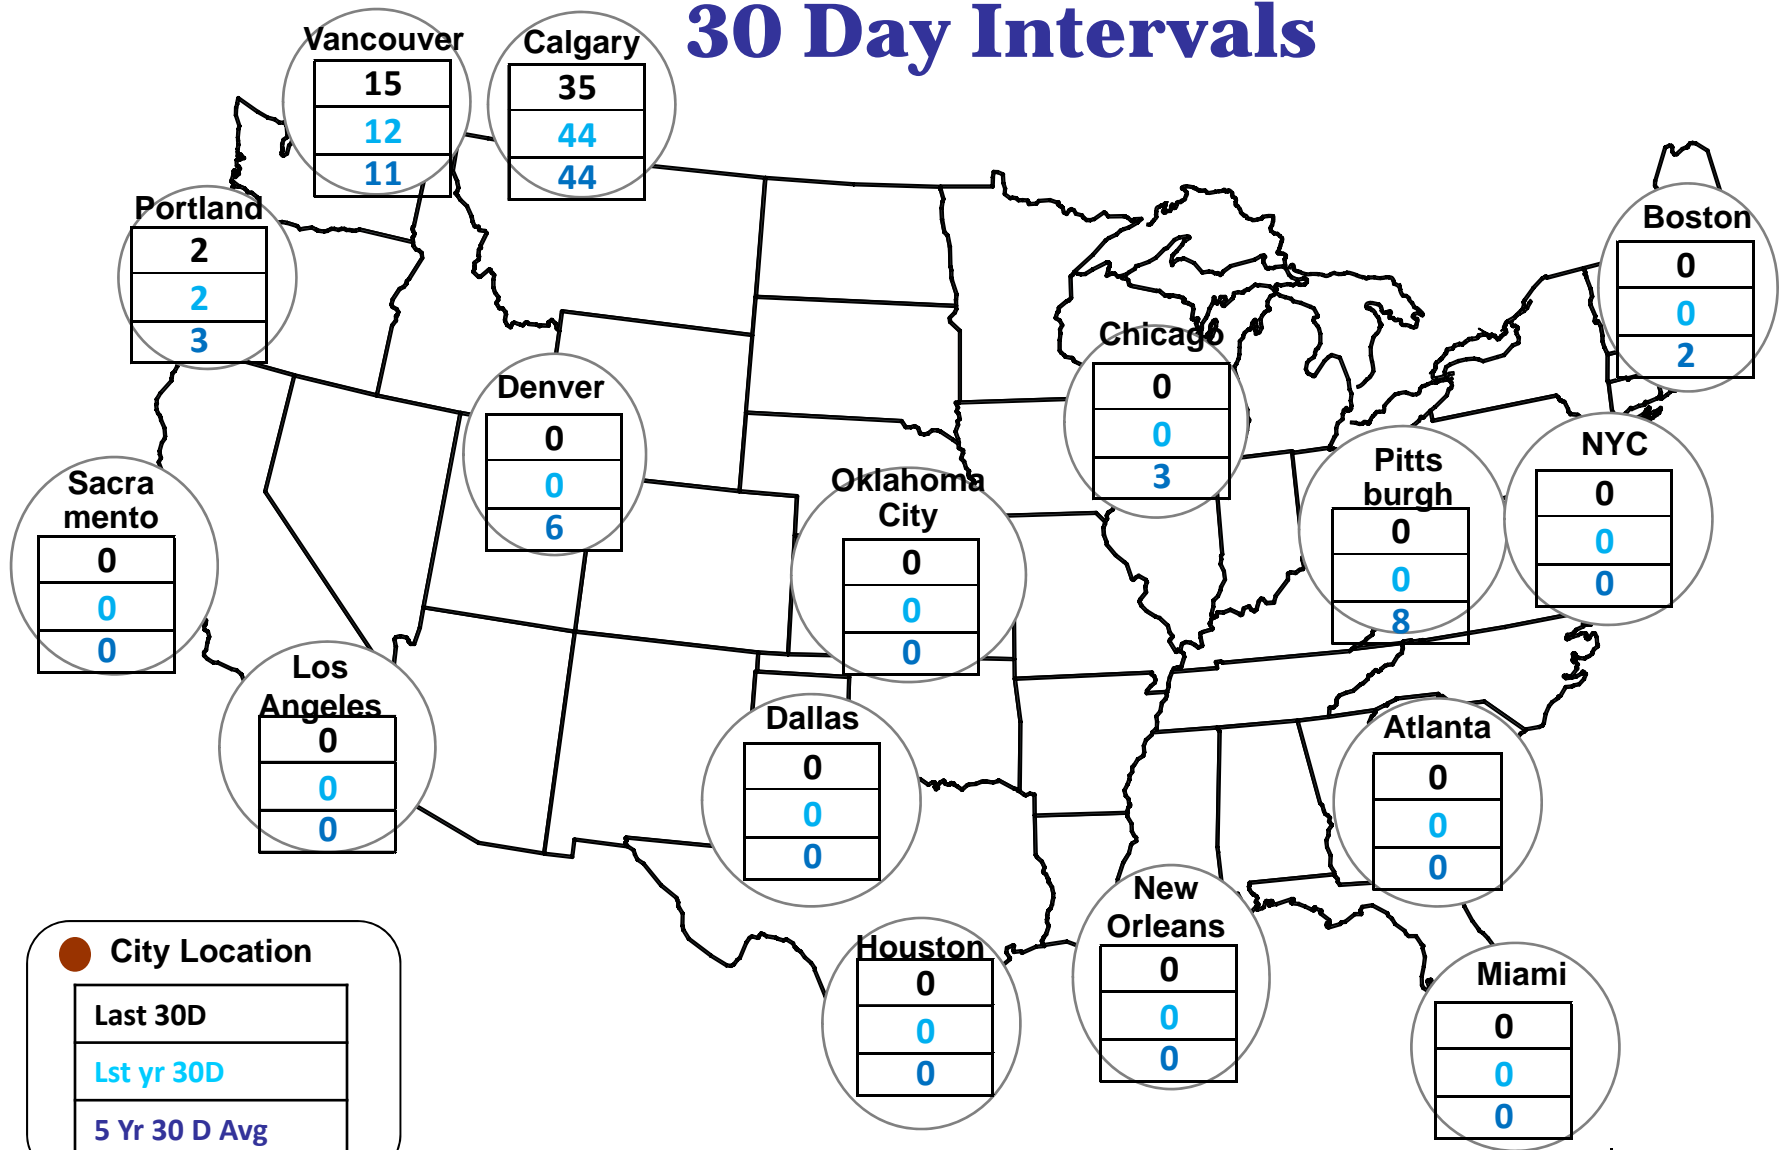 30 Day Intervals
Vancouver
15
12
11
Calgary
35
44
44
Portland
2
2
3
Boston
0
0
2
Chicago
0
0
3
Denver
0
0
6
NYC
0
0
0
Pitts
burgh
0
0
8
Sacra
mento
0
0
0
Oklahoma
City
0
0
0
Los
Angeles
0
0
0
Dallas
0
0
0
Atlanta
0
0
0
New
Orleans
0
0
0
Houston
0
0
0
Miami
0
0
0
City Location
Last 30D
Lst yr 30D
5 Yr 30 D Avg